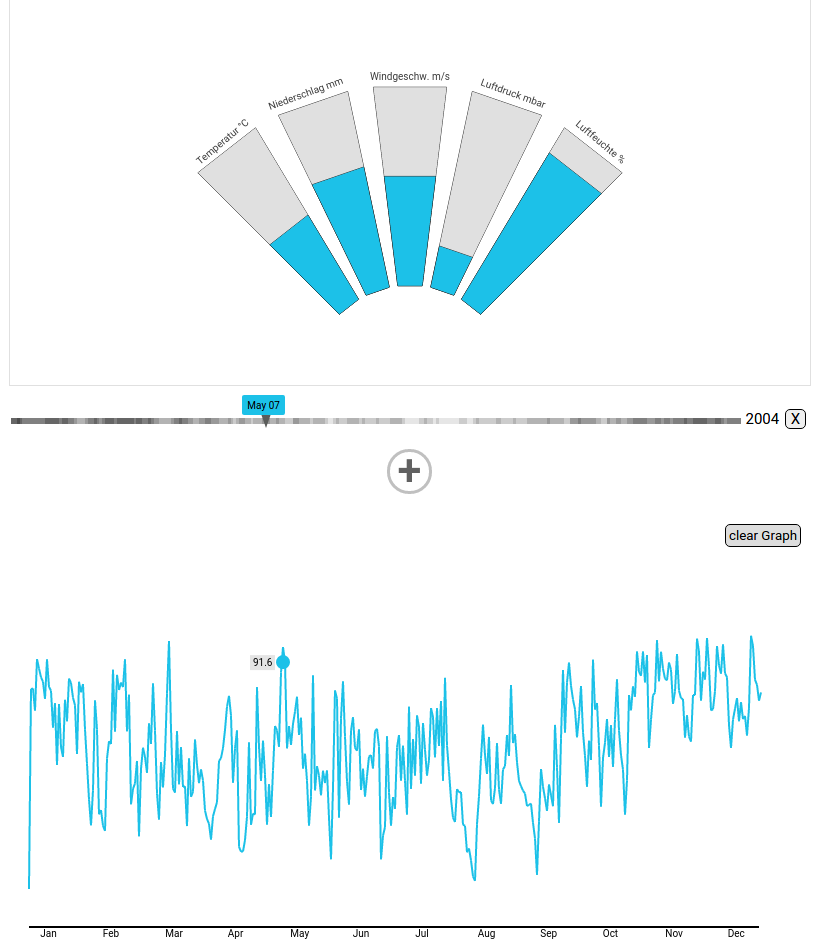 Temperatur °C
Niederschlag mm
Windgeschw. m/s
Luftdruck mbar
Luftfeuchte %
May 07
2004 X
clear Graph
91.6
Jan Feb Mar Apr May Jun Jul Aug Sep Oct Nov Dec